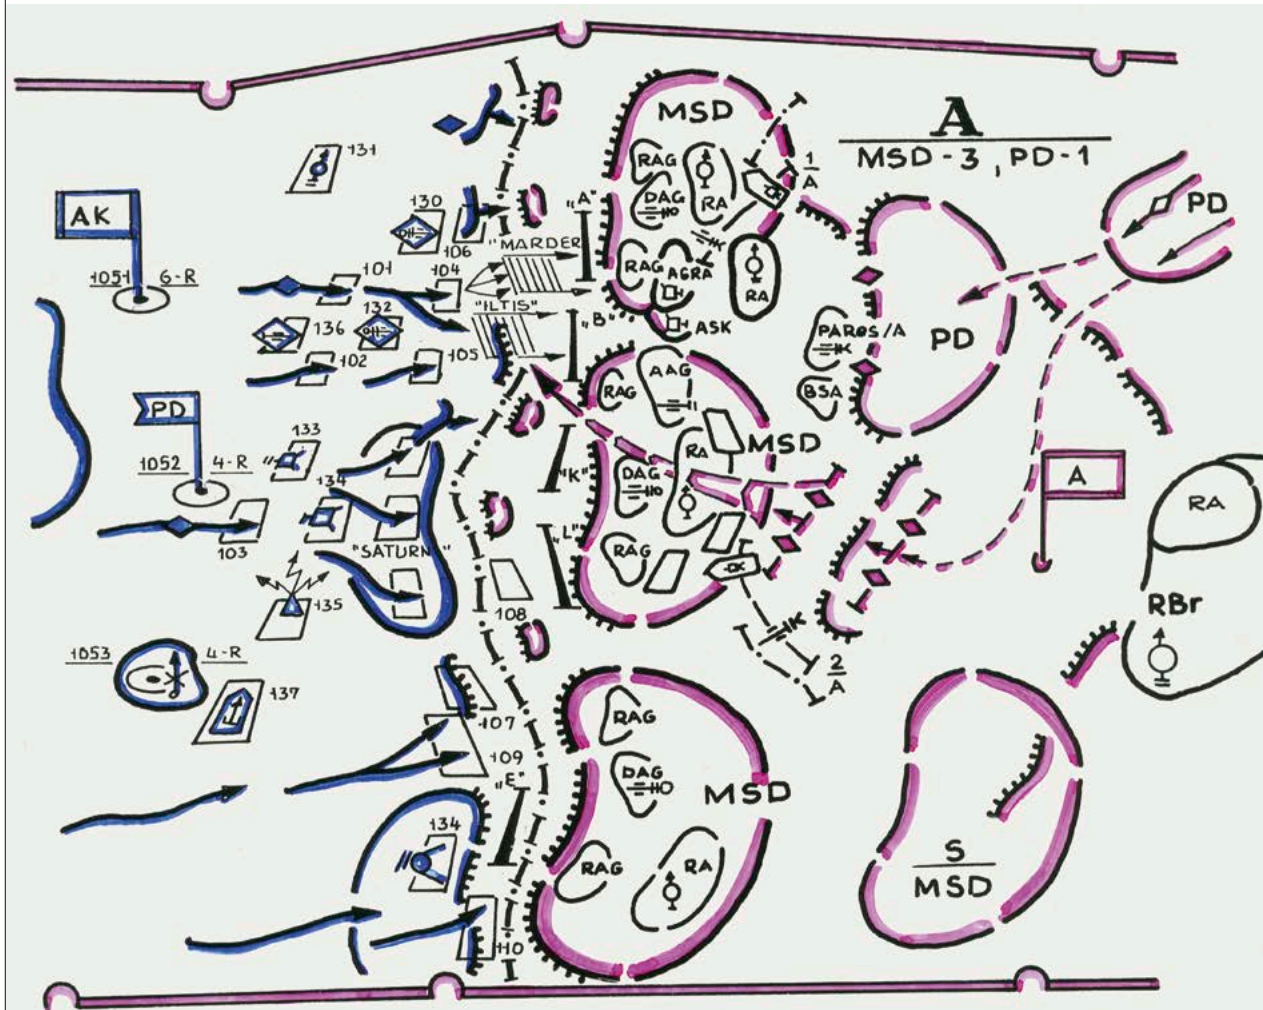 MSD
A
MSD-3, PD-1
131
RAG
1
A
DAG
RA
PD
AK
130
"A"
106
"MARDER
1051
6-R
101
104
RAG
AGRA
RA
"ILTIS"
132
136
"B"
ASK
PAROS/A
PD
102
105
AAG
RAG
BSA
PD
MSD
133
RA
1052
4-R
"K"
DAG
A
134
RA
103
"SATURN"
"L"
RAG
135
108
RBr
K
1053
4-R
2
A
137
107
RAG
109
"E"
DAG
MSD
134
S
MSD
RAG
RA
110